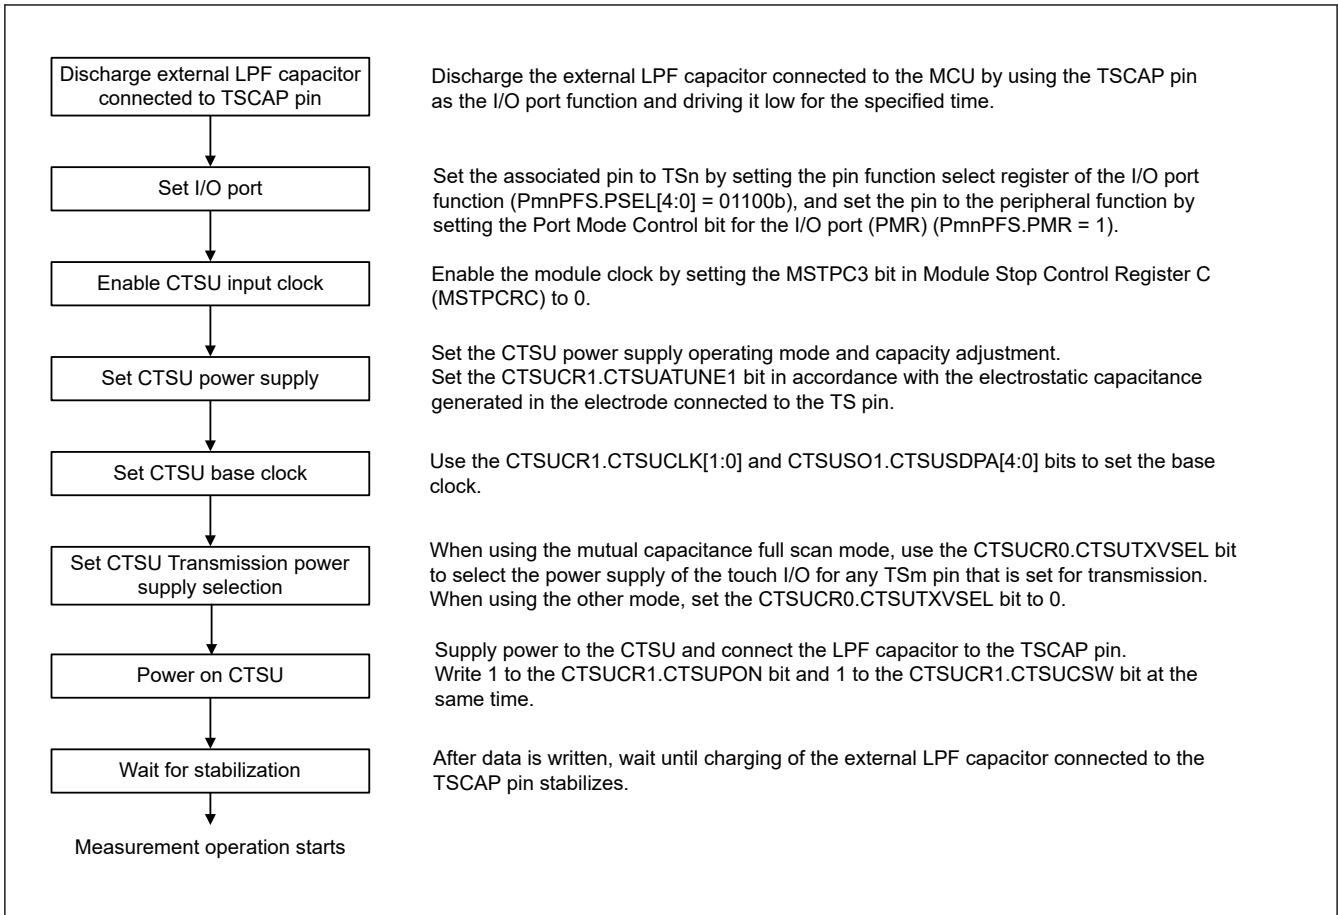 Discharge external LPF capacitor
connected to TSCAP pin
Discharge the external LPF capacitor connected to the MCU by using the TSCAP pin
as the I/O port function and driving it low for the specified time.
Set I/O port
Set the associated pin to TSn by setting the pin function select register of the I/O port
function (PmnPFS.PSEL[4:0] = 01100b), and set the pin to the peripheral function by
setting the Port Mode Control bit for the I/O port (PMR) (PmnPFS.PMR = 1).
Enable CTSU input clock
Enable the module clock by setting the MSTPC3 bit in Module Stop Control Register C
(MSTPCRC) to 0.
Set CTSU power supply
Set the CTSU power supply operating mode and capacity adjustment.
Set the CTSUCR1.CTSUATUNE1 bit in accordance with the electrostatic capacitance
generated in the electrode connected to the TS pin.
Set CTSU base clock
Use the CTSUCR1.CTSUCLK[1:0] and CTSUSO1.CTSUSDPA[4:0] bits to set the base
clock.
Set CTSU Transmission power
supply selection
When using the mutual capacitance full scan mode, use the CTSUCR0.CTSUTXVSEL bit
to select the power supply of the touch I/O for any TSm pin that is set for transmission.
When using the other mode, set the CTSUCR0.CTSUTXVSEL bit to 0.
Power on CTSU
Supply power to the CTSU and connect the LPF capacitor to the TSCAP pin.
Write 1 to the CTSUCR1.CTSUPON bit and 1 to the CTSUCR1.CTSUCSW bit at the
same time.
Wait for stabilization
After data is written, wait until charging of the external LPF capacitor connected to the
TSCAP pin stabilizes.
Measurement operation starts